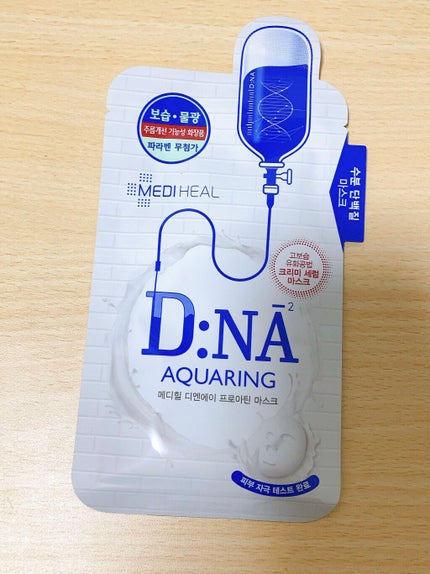 D:NA
보습•물광
주름개선 기능성 화장품
파라벤 무첨가
수분 단백질
마스크
MEDIHEAL
고보습
유화공법
크리미 세럼
마스크
D:NĀ²
AQUARING
메디힐 디엔에이 프로아틴 마스크
피부 자극 테스트 완료